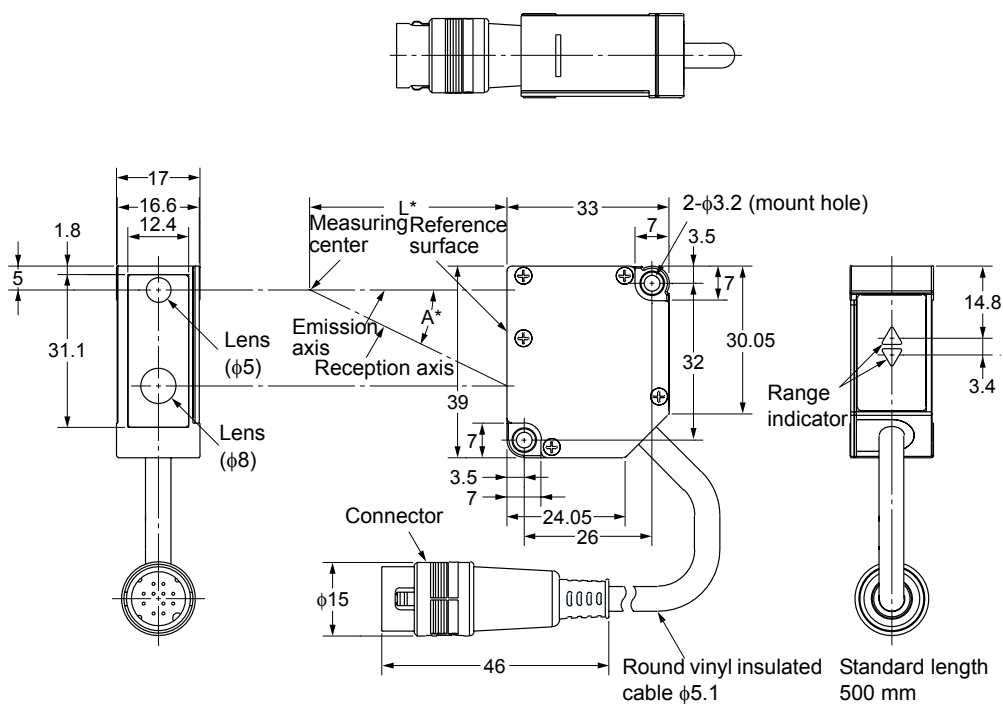 17
16.6
12.4
1.8
5
31.1
Lens
(ϕ5)
Lens
(ϕ8)
L*
Measuring
center
Reference
surface
Emission
axis
A*
Reception axis
33
7
2-ϕ3.2 (mount hole)
3.5
7
30.05
32
39
7
3.5
7
24.05
26
14.8
3.4
Range
indicator
Connector
ϕ15
46
Round vinyl insulated
cable ϕ5.1
Standard length
500 mm